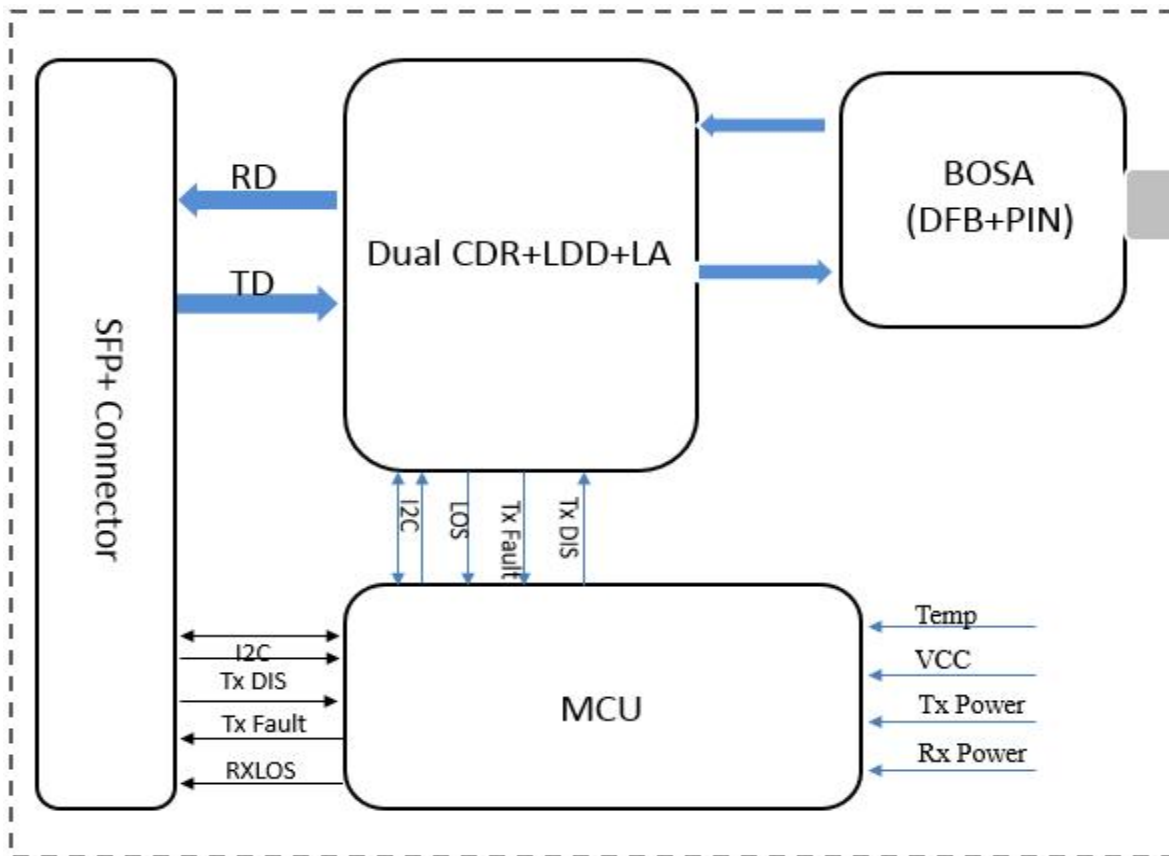 RD
TD
SFP+ Connector
Dual CDR+LDD+LA
BOSA
(DFB+PIN)
I2C
LOS
Tx Fault
Tx DIS
I2C
Tx DIS
Tx Fault
RXLOS
MCU
Temp
VCC
Tx Power
Rx Power